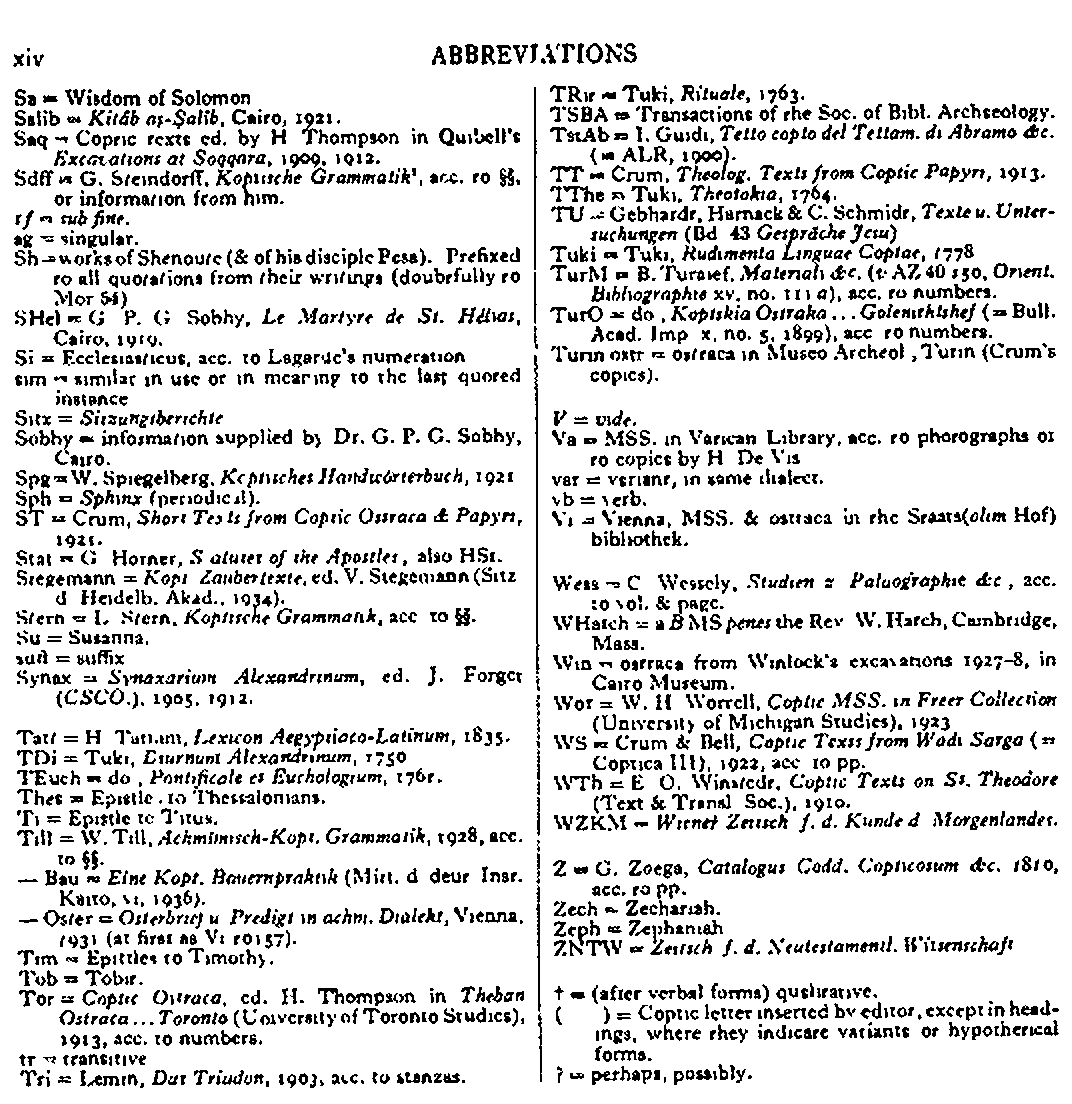 xiv
ABBREVIATIONS
Sa = Wisdom of Solomon
Salib = Kitâb aṣ-Ṣalîb, Cairo, 1921.
Saq = Coptic texts ed. by H Thompson in Quibell's
Excavations at Saqqara, 1909, 1912.
Sdff = G. Steindorff, Koptische Grammatik¹, acc. to §§,
or information from him.
sf = sub fine.
sg = singular.
Sh = works of Shenoute (& of his disciple Pesa). Prefixed
to all quotations from their writings (doubtfully to
Mor 54)
SHel = G P. G Sobhy, Le Martyre de St. Hélias,
Cairo, 1919.
Si = Ecclesiasticus, acc. to Lagarde's numeration
sim = similar in use or in meaning to the last quoted
instance
Sitz = Sitzungsberichte
Sobhy = information supplied by Dr. G. P. G. Sobhy,
Cairo.
Spg = W. Spiegelberg, Koptisches Handwörterbuch, 1921
Sph = Sphinx (periodical).
ST = Crum, Short Texts from Coptic Ostraca & Papyri,
1921.
Stat = G Horner, Statutes of the Apostles, also HSt.
Stegemann = Kopt Zaubertexte, ed. V. Stegemann (Sitz
d Heidelb. Akad., 1934).
Stern = L. Stern, Koptische Grammatik, acc to §§.
Su = Susanna.
suff = suffix
Synax = Synaxarium Alexandrinum, ed. J. Forget
(CSCO.), 1905, 1912.
Tatt = H Tattam, Lexicon Aegyptiaco-Latinum, 1835.
TDi = Tuki, Diurnum Alexandrinum, 1750
TEuch = do, Pontificale et Euchologium, 1761.
Thes = Epistle. to Thessalonians.
Ti = Epistle to Titus.
Till = W. Till, Achmimisch-Kopt. Grammatik, 1928, acc.
to §§.
— Bau = Eine Kopt. Bauernpraktik (Mitt. d deut Inst.
Kairo, vi, 1936).
— Oster = Osterbrief u Predigt in achm. Dialekt, Vienna,
1931 (at first as Vi 10157).
Tim = Epistles to Timothy.
Tob = Tobit.
Tor = Coptic Ostraca, ed. H. Thompson in Theban
Ostraca ... Toronto (University of Toronto Studies),
1913, acc. to numbers.
tr = transitive
Tri = Lemm, Das Triadon, 1903, acc. to stanzas.
TRit = Tuki, Rituale, 1763.
TSBA = Transactions of the Soc. of Bibl. Archæology.
TstAb = I. Guidi, Testo copto del Testam. di Abramo &c.
(= ALR, 1900).
TT = Crum, Theolog. Texts from Coptic Papyri, 1913.
TThe = Tuki, Theotokia, 1764.
TU = Gebhardt, Harnack & C. Schmidt, Texte u. Unter-
suchungen (Bd 43 Gespräche Jesu)
Tuki = Tuki, Rudimenta Linguae Coptae, 1778
TurM = B. Turaief, Materiali &c. (v AZ 40 150, Orient.
Bibliographie xv, no. 111 a), acc. to numbers.
TurO = do, Koptskia Ostraka ... Golenishtshef (= Bull.
Acad. Imp x, no. 5, 1899), acc to numbers.
Turin ostr = ostraca in Museo Archeol, Turin (Crum's
copies).
V = vide.
Va = MSS. in Vatican Library, acc. to photographs or
to copies by H De Vis
var = variant, in same dialect.
vb = verb.
Vi = Vienna, MSS. & ostraca in the Staats(olim Hof)
bibliothek.
Wess = C Wessely, Studien z Palaeographie &c, acc.
to vol. & page.
WHatch = a B MS penes the Rev W. Hatch, Cambridge,
Mass.
Win = ostraca from Winlock's excavations 1927-8, in
Cairo Museum.
Wor = W. H Worrell, Coptic MSS. in Freer Collection
(University of Michigan Studies), 1923
WS = Crum & Bell, Coptic Texts from Wadi Sarga (=
Coptica III), 1922, acc to pp.
WTh = E O. Winstedt, Coptic Texts on St. Theodore
(Text & Transl Soc.), 1910.
WZKM = Wiener Zeitsch f. d. Kunde d Morgenlandes.
Z = G. Zoega, Catalogus Codd. Copticorum &c. 1810,
acc. to pp.
Zech = Zechariah.
Zeph = Zephaniah
ZNTW = Zeitsch f. d. Neutestamentl. Wissenschaft
† = (after verbal forms) qualitative.
( ) = Coptic letter inserted by editor, except in head-
ings, where they indicate variants or hypothetical
forms.
? = perhaps, possibly.